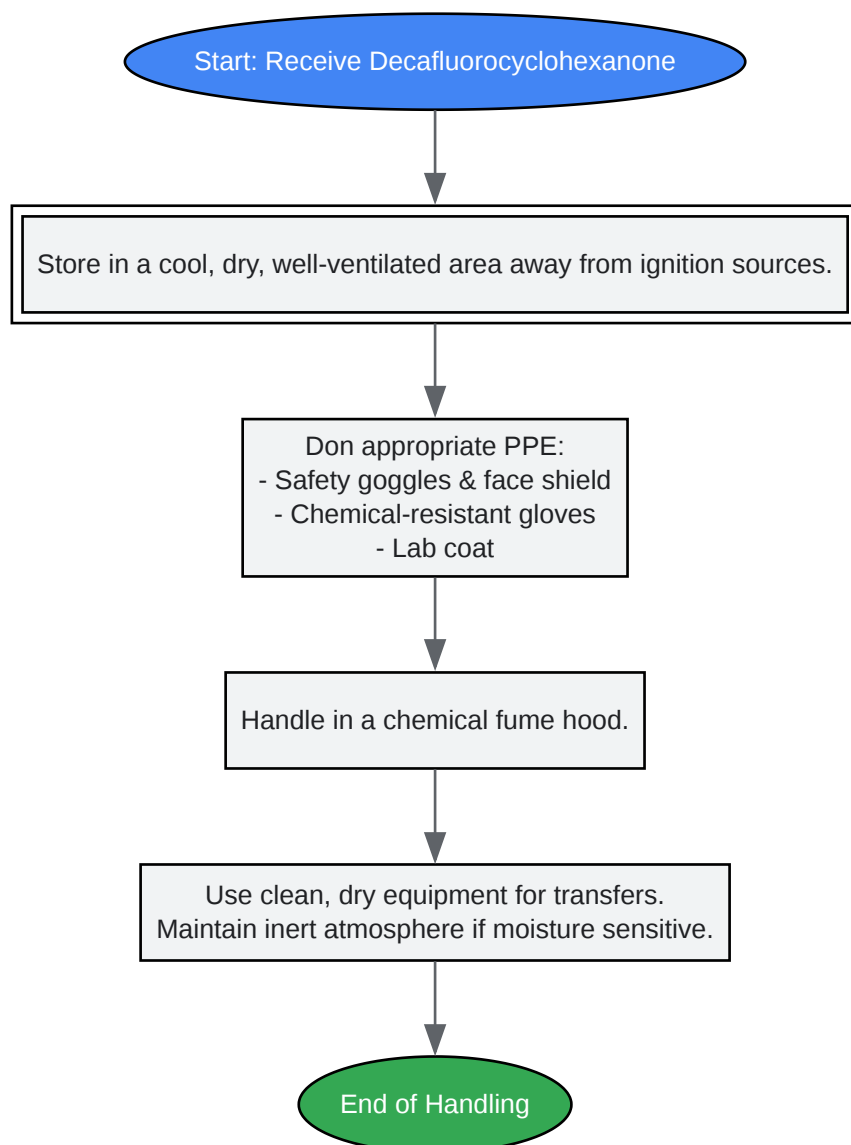 Start: Receive Decafluorocyclohexanone
Store in a cool, dry, well-ventilated area away from ignition sources.
Don appropriate PPE:
- Safety goggles & face shield
- Chemical-resistant gloves
- Lab coat
Handle in a chemical fume hood.
Use clean, dry equipment for transfers.
Maintain inert atmosphere if moisture sensitive.
End of Handling